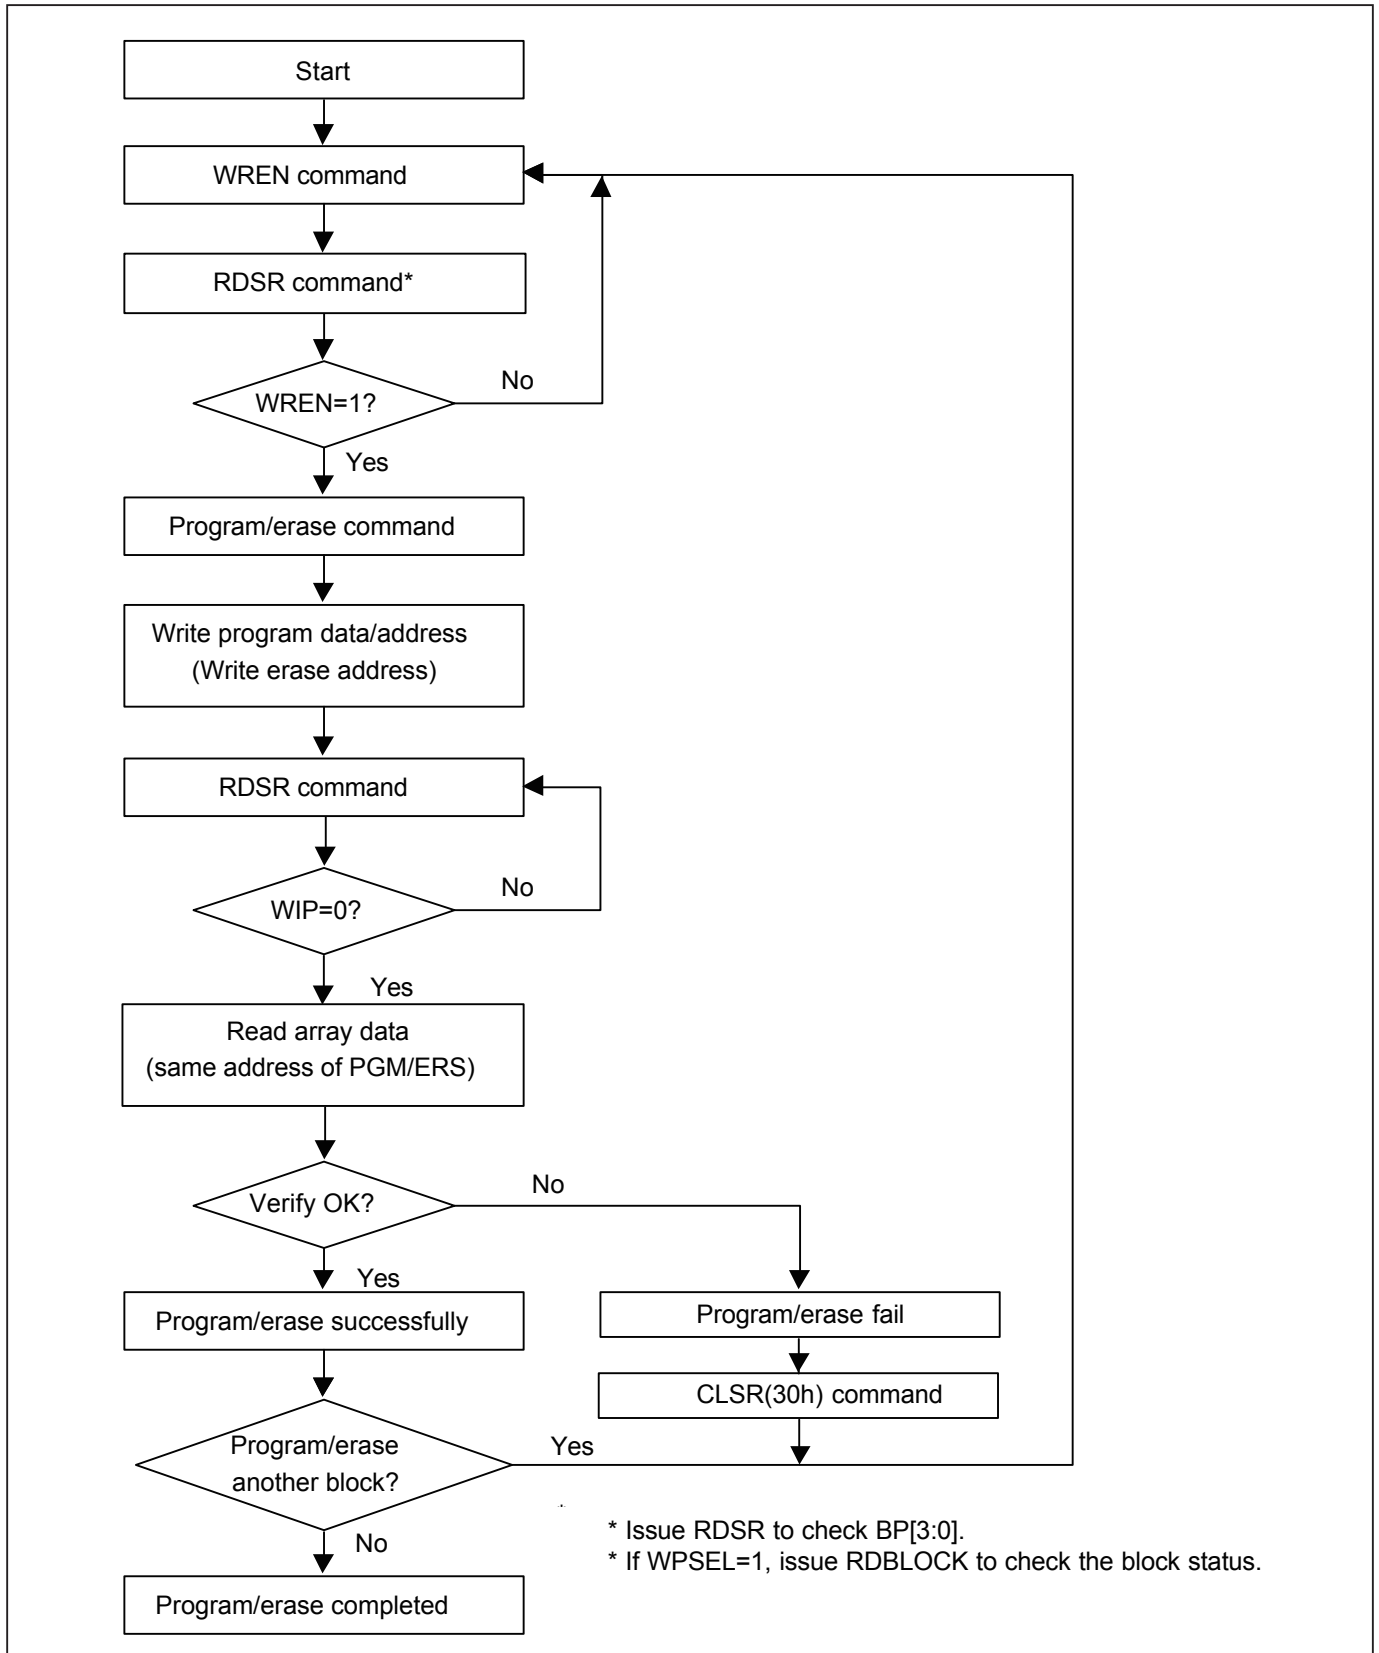 Start
WREN command
RDSR command*
WREN=1?
No
Yes
Program/erase command
Write program data/address
(Write erase address)
RDSR command
WIP=0?
No
Yes
Read array data
(same address of PGM/ERS)
Verify OK?
No
Yes
Program/erase successfully
Program/erase fail
CLSR(30h) command
Program/erase
another block?
Yes
No
* Issue RDSR to check BP[3:0].
* If WPSEL=1, issue RDBLOCK to check the block status.
Program/erase completed